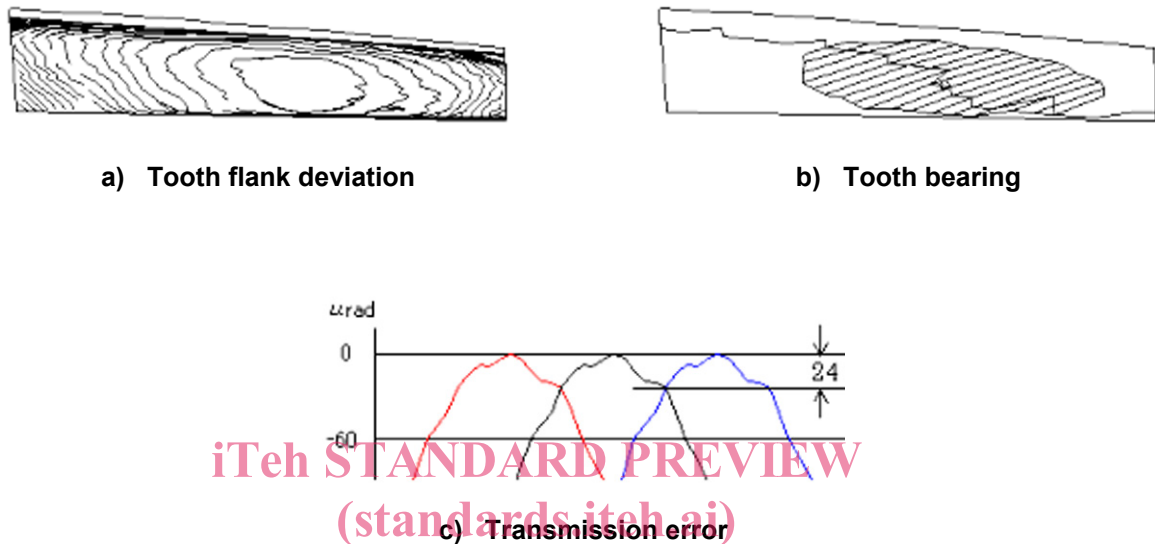 a) Tooth flank deviation
b) Tooth bearing
μrad
0
24
-60
iTeh STANDARD PREVIEW
(standards.iteh.ai)
c) Transmission error